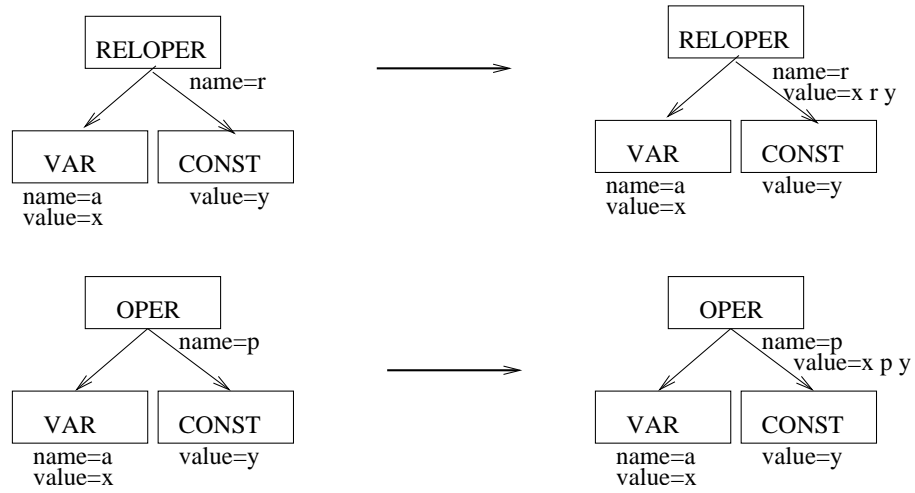 RELOPER
name=r
VAR
CONST
name=a
value=x
value=y
RELOPER
name=r
value=x r y
VAR
CONST
name=a
value=x
value=y
OPER
name=p
VAR
CONST
name=a
value=x
value=y
OPER
name=p
value=x p y
VAR
CONST
name=a
value=x
value=y